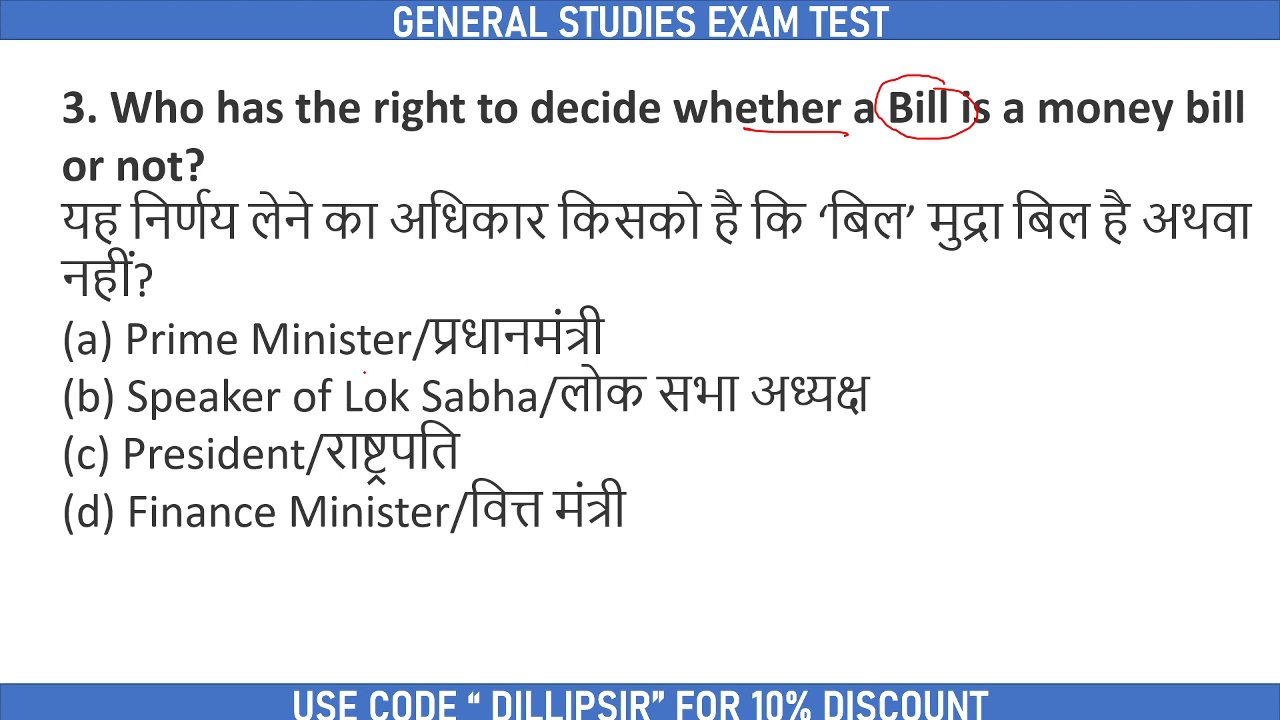 GENERAL STUDIES EXAM TEST
3. Who has the right to decide whether a Bill is a money bill
or not?
यह निर्णय लेने का अधिकार किसको है कि ‘बिल’ मुद्रा बिल है अथवा
नहीं?
(a) Prime Minister/प्रधानमंत्री
(b) Speaker of Lok Sabha/लोक सभा अध्यक्ष
(c) President/राष्ट्रपति
(d) Finance Minister/वित्त मंत्री
USE CODE “ DILLIPSIR” FOR 10% DISCOUNT